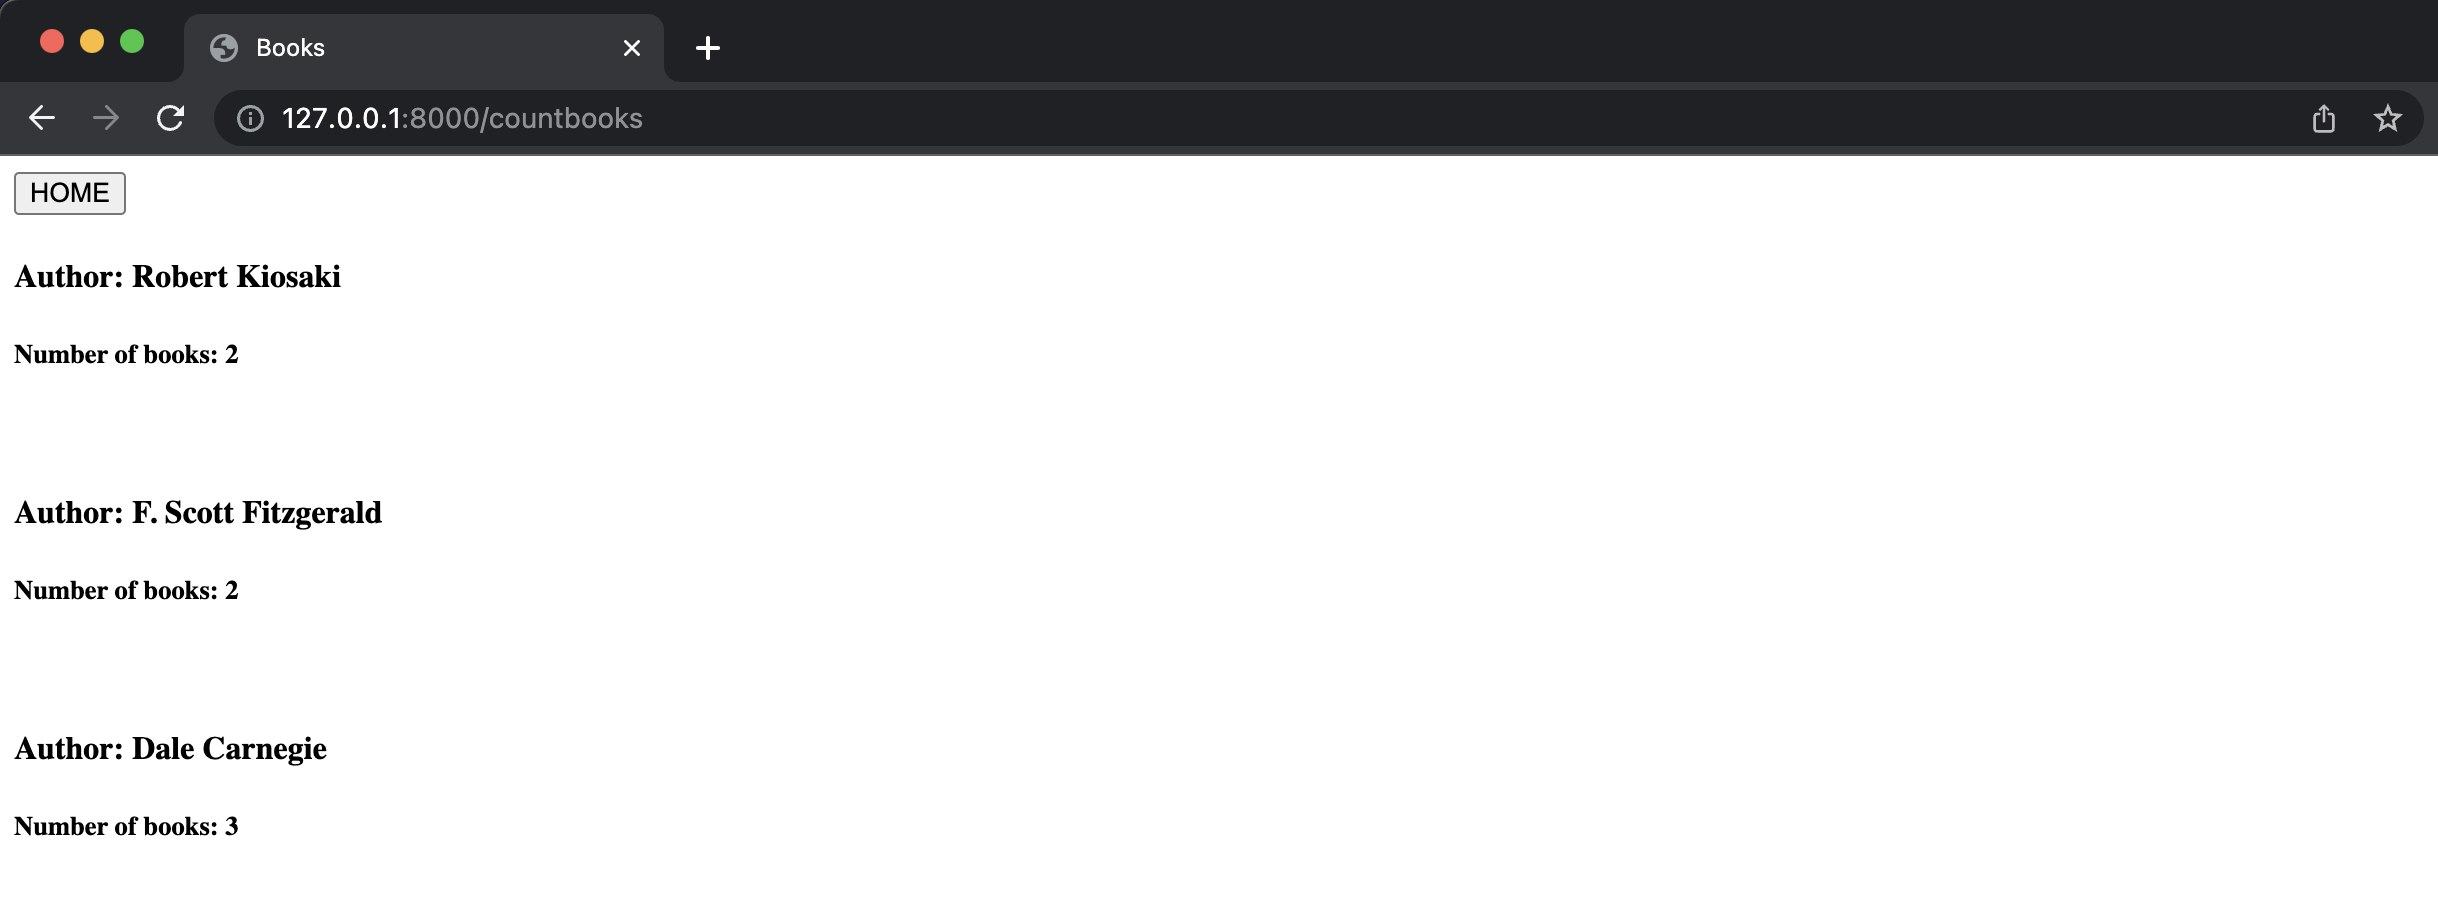 Books
127.0.0.1:8000/countbooks
HOME
Author: Robert Kiosaki
Number of books: 2
Author: F. Scott Fitzgerald
Number of books: 2
Author: Dale Carnegie
Number of books: 3